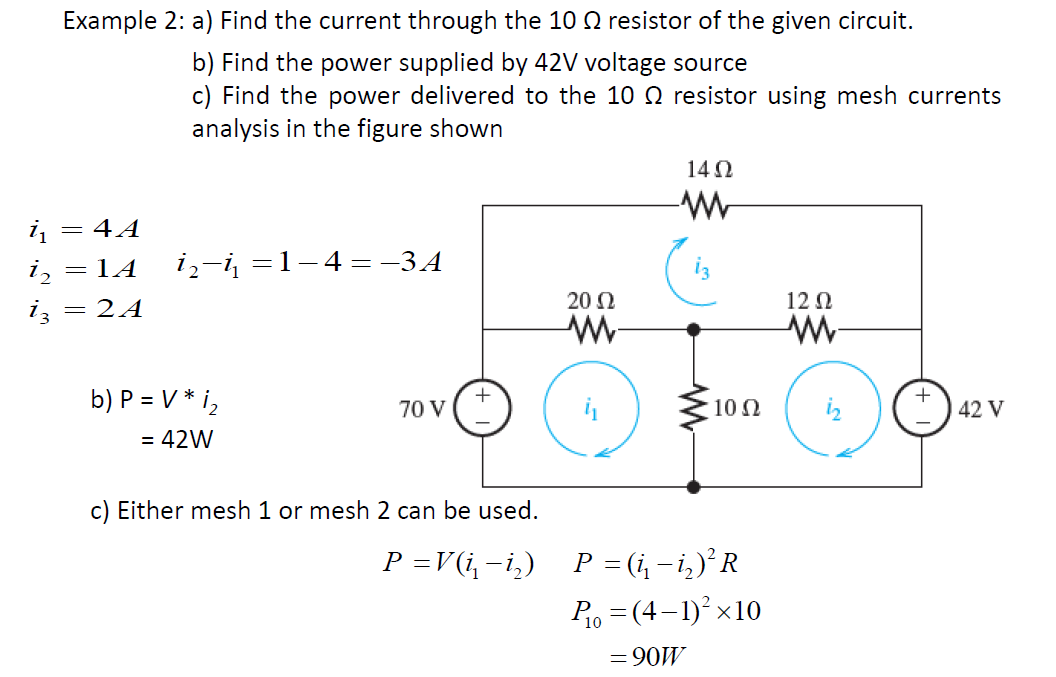 Example 2: a) Find the current through the 10 Ω resistor of the given circuit.
b) Find the power supplied by 42V voltage source
c) Find the power delivered to the 10 Ω resistor using mesh currents
analysis in the figure shown
i₁ = 4A
i₂ = 1A
i₃ = 2A
i₂−i₁ = 1−4 = −3A
b) P = V * i₂
= 42W
14 Ω
i₃
20 Ω
12 Ω
70 V
+
−
i₁
10 Ω
i₂
+
−
42 V
c) Either mesh 1 or mesh 2 can be used.
P = V(i₁ − i₂)
P = (i₁ − i₂)² R
P₁₀ = (4−1)² ×10
= 90W